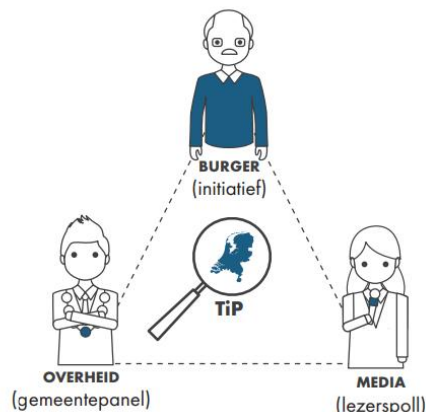 BURGER
(initiatief)
TiP
OVERHEID
(gemeentepanel)
MEDIA
(lezerspoll)